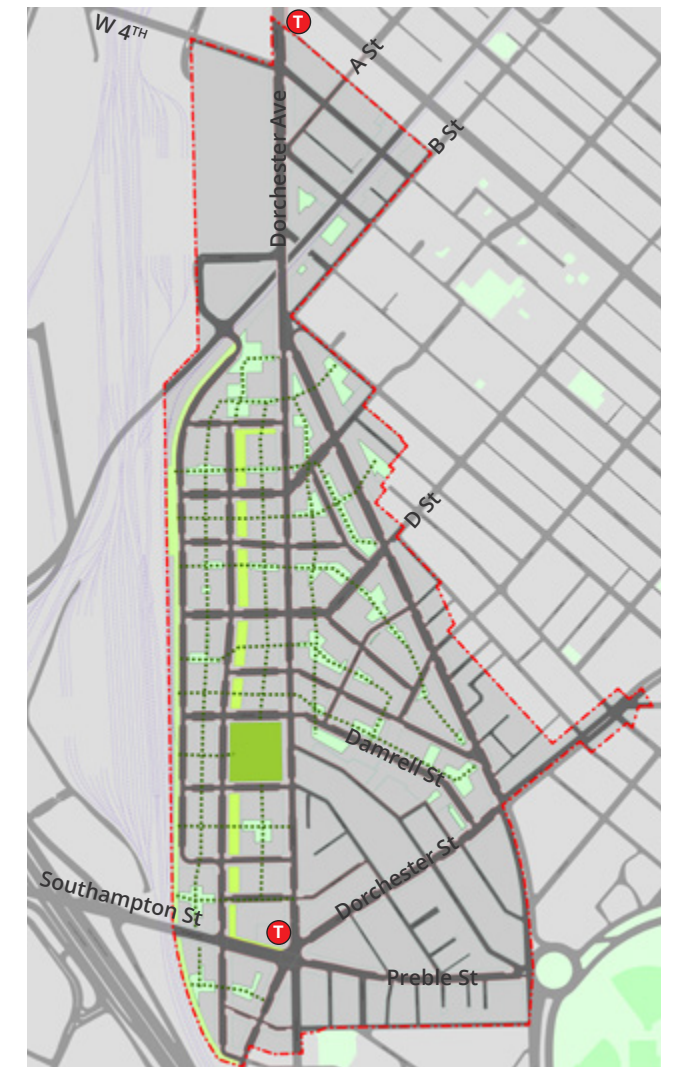 W 4TH
T
A St
B St
Dorchester Ave
D St
Damrell St
Dorchester St
Southampton St
T
Preble St